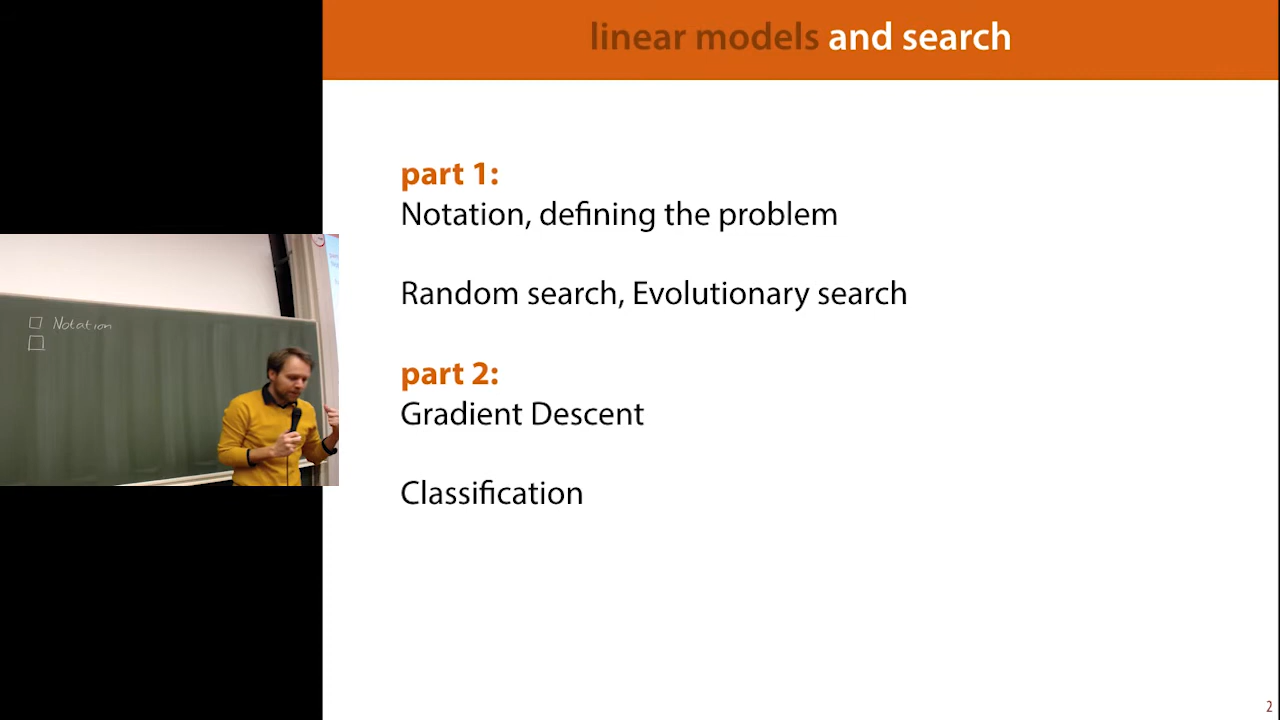 linear models and search
part 1:
Notation, defining the problem
Random search, Evolutionary search
part 2:
Gradient Descent
Classification
Notation
2